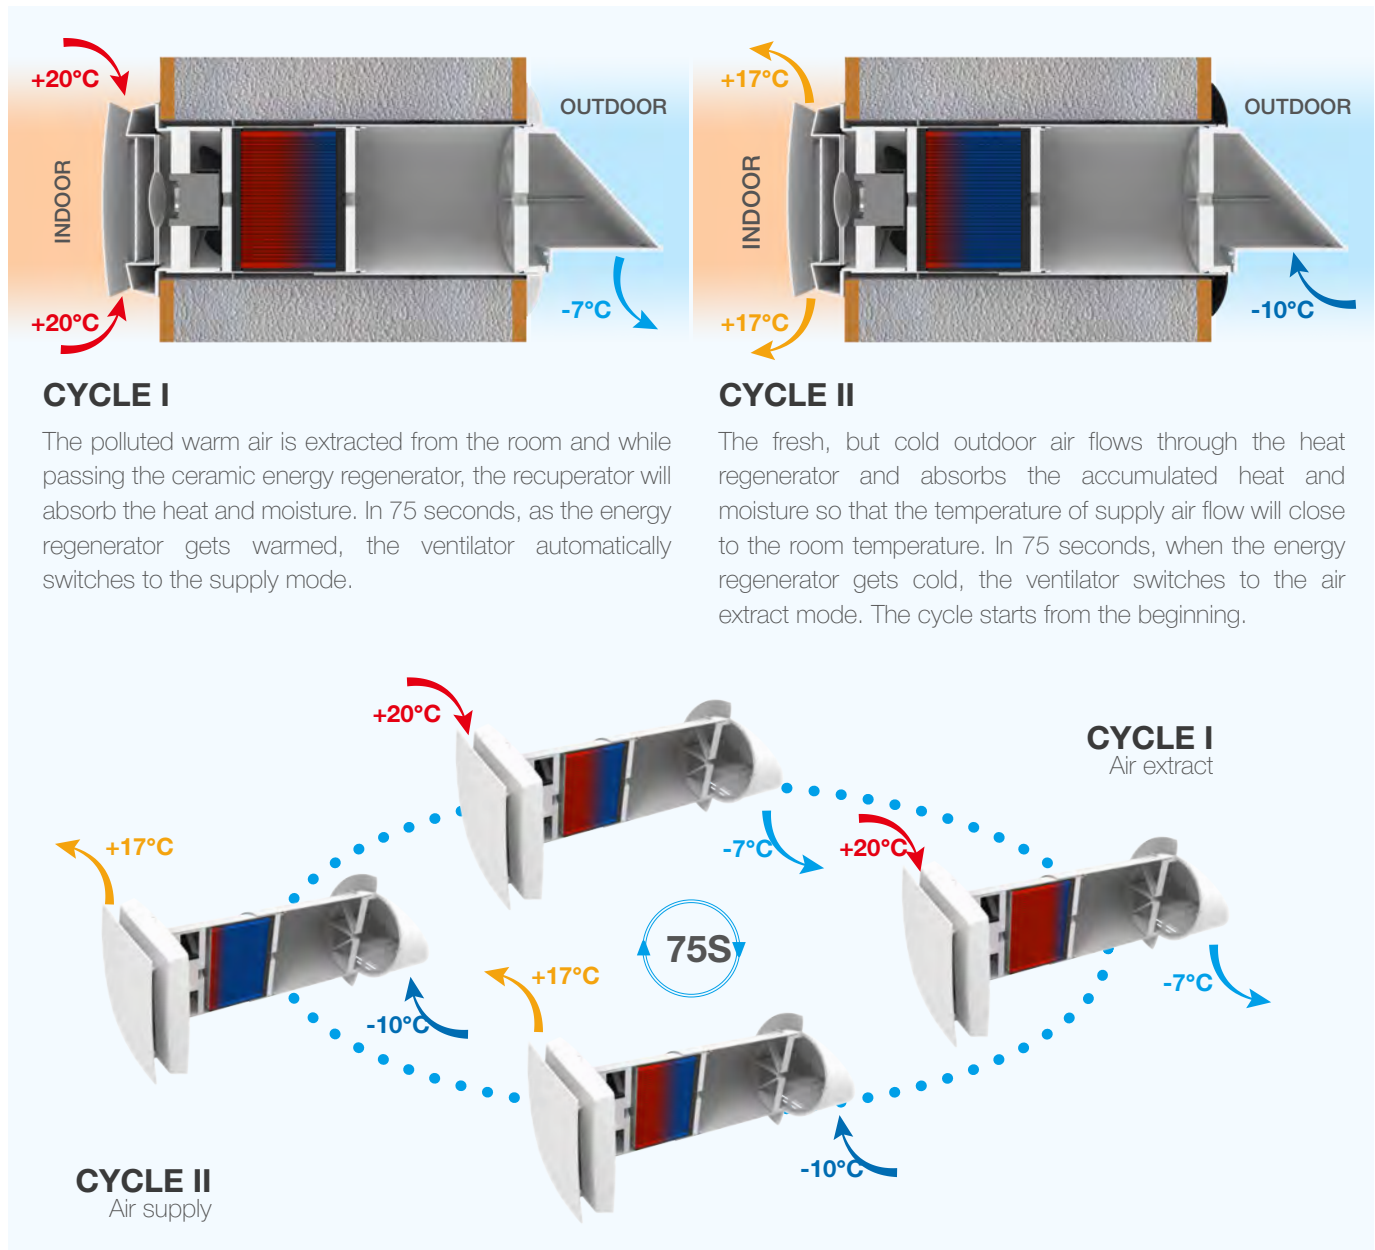 +20°C
INDOOR
OUTDOOR
+20°C
-7°C
+17°C
INDOOR
OUTDOOR
+17°C
-10°C
CYCLE I
The polluted warm air is extracted from the room and while
passing the ceramic energy regenerator, the recuperator will
absorb the heat and moisture. In 75 seconds, as the energy
regenerator gets warmed, the ventilator automatically
switches to the supply mode.
CYCLE II
The fresh, but cold outdoor air flows through the heat
regenerator and absorbs the accumulated heat and
moisture so that the temperature of supply air flow will close
to the room temperature. In 75 seconds, when the energy
regenerator gets cold, the ventilator switches to the air
extract mode. The cycle starts from the beginning.
+20°C
-7°C
CYCLE I
Air extract
+20°C
-7°C
+17°C
-10°C
75S
+17°C
-10°C
CYCLE II
Air supply